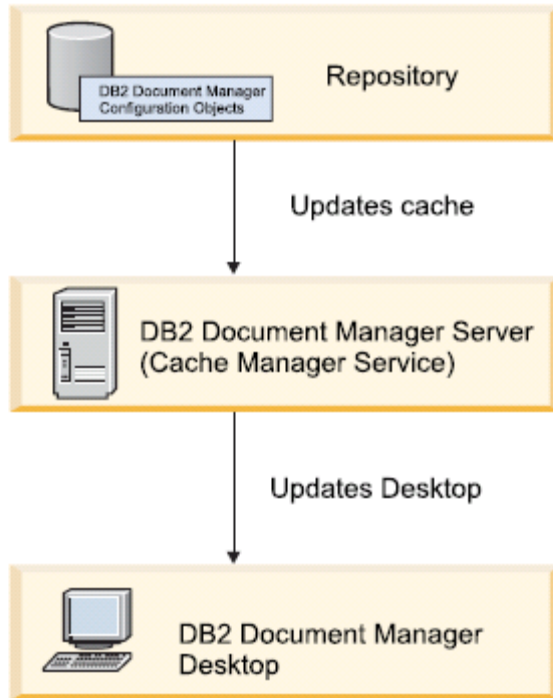 DB2 Document Manager
Configuration Objects
Repository
Updates cache
DB2 Document Manager Server
(Cache Manager Service)
Updates Desktop
DB2 Document Manager
Desktop